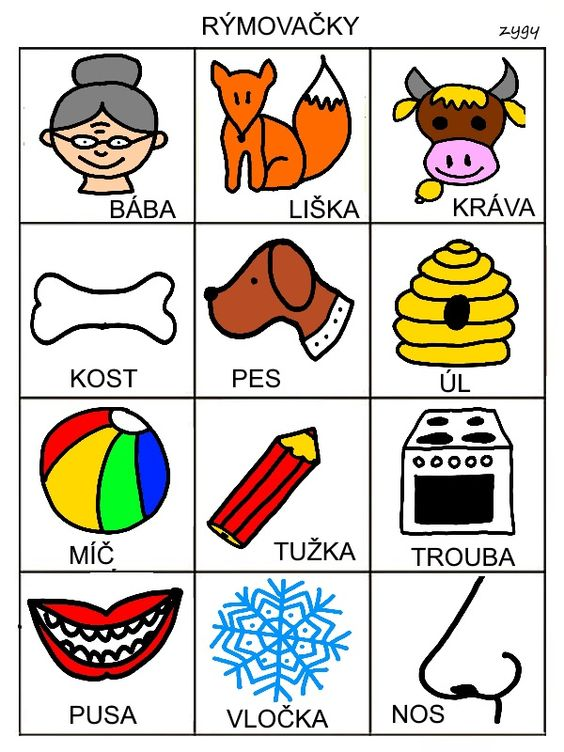 RÝMOVAČKY
zygy
BÁBA
LIŠKA
KRÁVA
KOST
PES
ÚL
MÍČ
TUŽKA
TROUBA
PUSA
VLOČKA
NOS